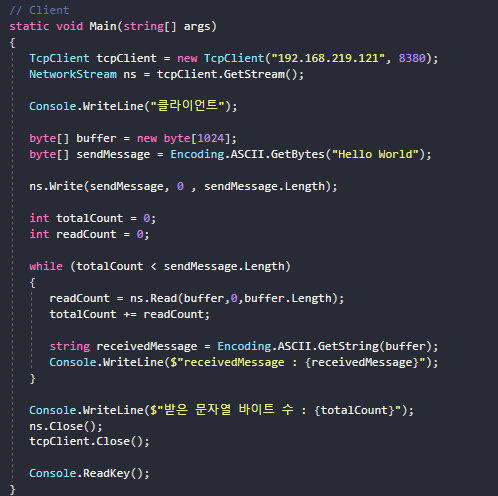 // Client
static void Main(string[] args)
{
TcpClient tcpClient = new TcpClient("192.168.219.121", 8380);
NetworkStream ns = tcpClient.GetStream();
Console.WriteLine("클라이언트");
byte[] buffer = new byte[1024];
byte[] sendMessage = Encoding.ASCII.GetBytes("Hello World");
ns.Write(sendMessage, 0 , sendMessage.Length);
int totalCount = 0;
int readCount = 0;
while (totalCount < sendMessage.Length)
{
readCount = ns.Read(buffer,0,buffer.Length);
totalCount += readCount;
string receivedMessage = Encoding.ASCII.GetString(buffer);
Console.WriteLine($"receivedMessage : {receivedMessage}");
}
Console.WriteLine($"받은 문자열 바이트 수 : {totalCount}");
ns.Close();
tcpClient.Close();
Console.ReadKey();
}